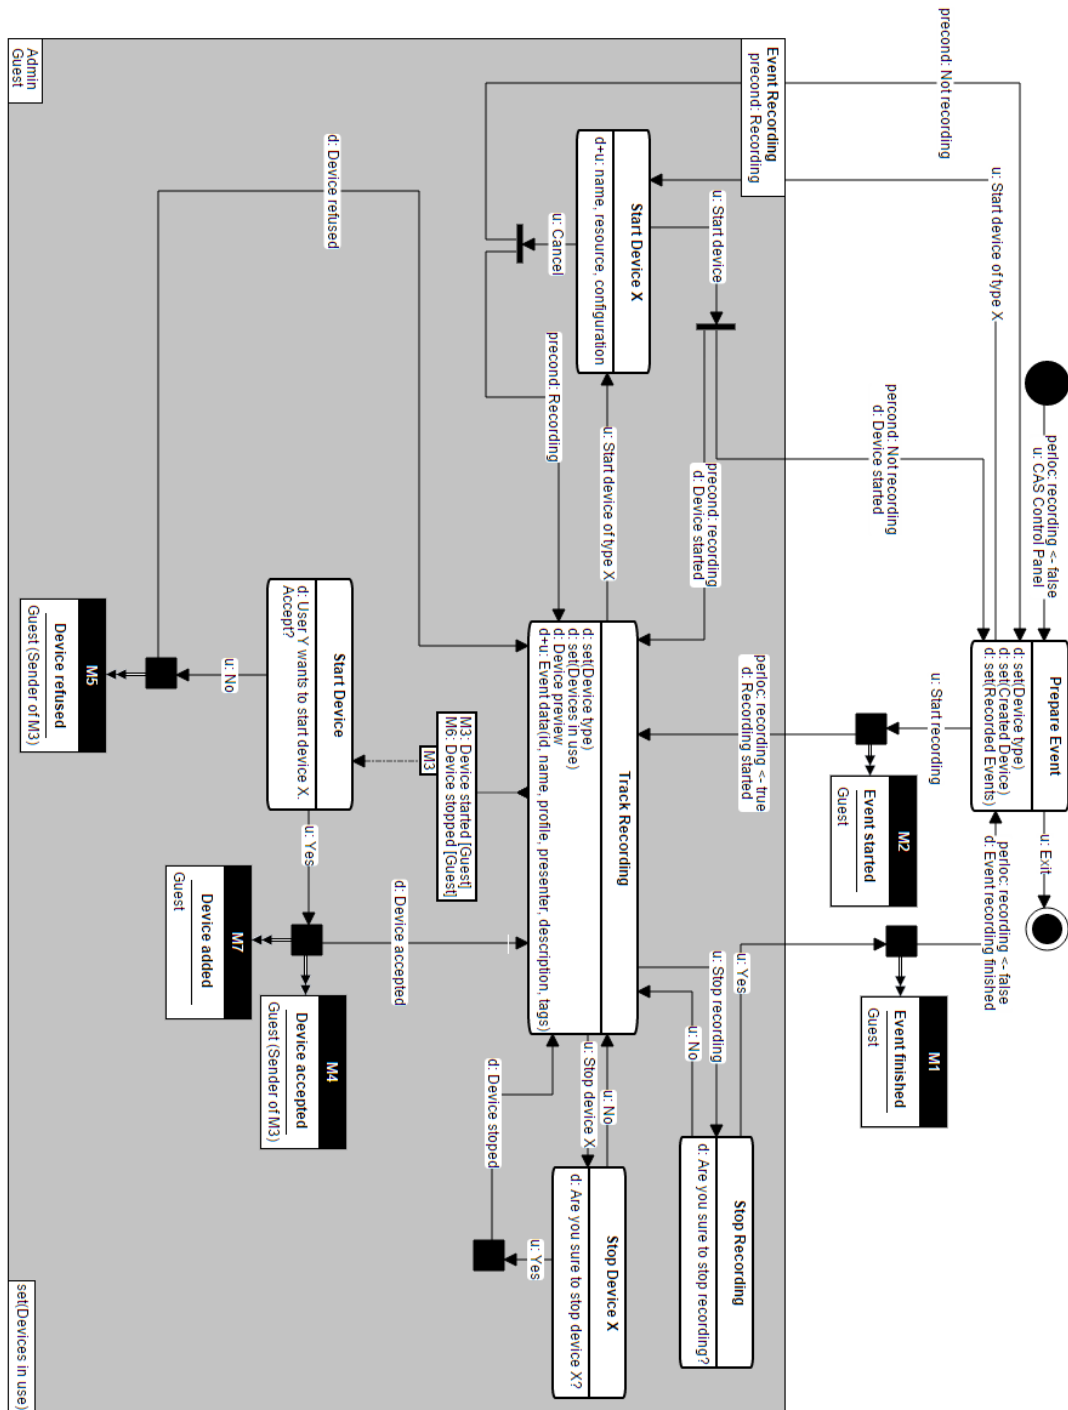 perloc: recording <- false
u: CAS Control Panel
Prepare Event
d: set(Device type)
d: set(Created Device)
d: set(Recorded Events)
u: Exit
precond: Not recording
u: Start device of type X
percond: Not recording
d: Device started
u: Start recording
M2
Event started
Guest
perloc: recording <- false
d: Event recording finished
M1
Event finished
Guest
Event Recording
precond: Recording
Start Device X
d+u: name, resource, configuration
u: Start device
u: Cancel
precond: Recording
u: Start device of type X
precond: recording
d: Device started
perloc: recording <- true
d: Recording started
Track Recording
d: set(Device type)
d: set(Devices in use)
d: Device preview
d+u: Event data(id, name, profile, presenter, description, tags)
u: Stop recording
u: Yes
u: No
Stop Recording
d: Are you sure to stop recording?
u: Stop device X
u: No
Stop Device X
d: Are you sure to stop device X?
u: Yes
d: Device stoped
M3: Device started [Guest]
M6: Device stopped [Guest]
M3
Start Device
d: User Y wants to start device X.
Accept?
u: No
u: Yes
d: Device refused
d: Device accepted
M5
Device refused
Guest (Sender of M3)
M7
Device added
Guest
M4
Device accepted
Guest (Sender of M3)
Admin
Guest
set(Devices in use)